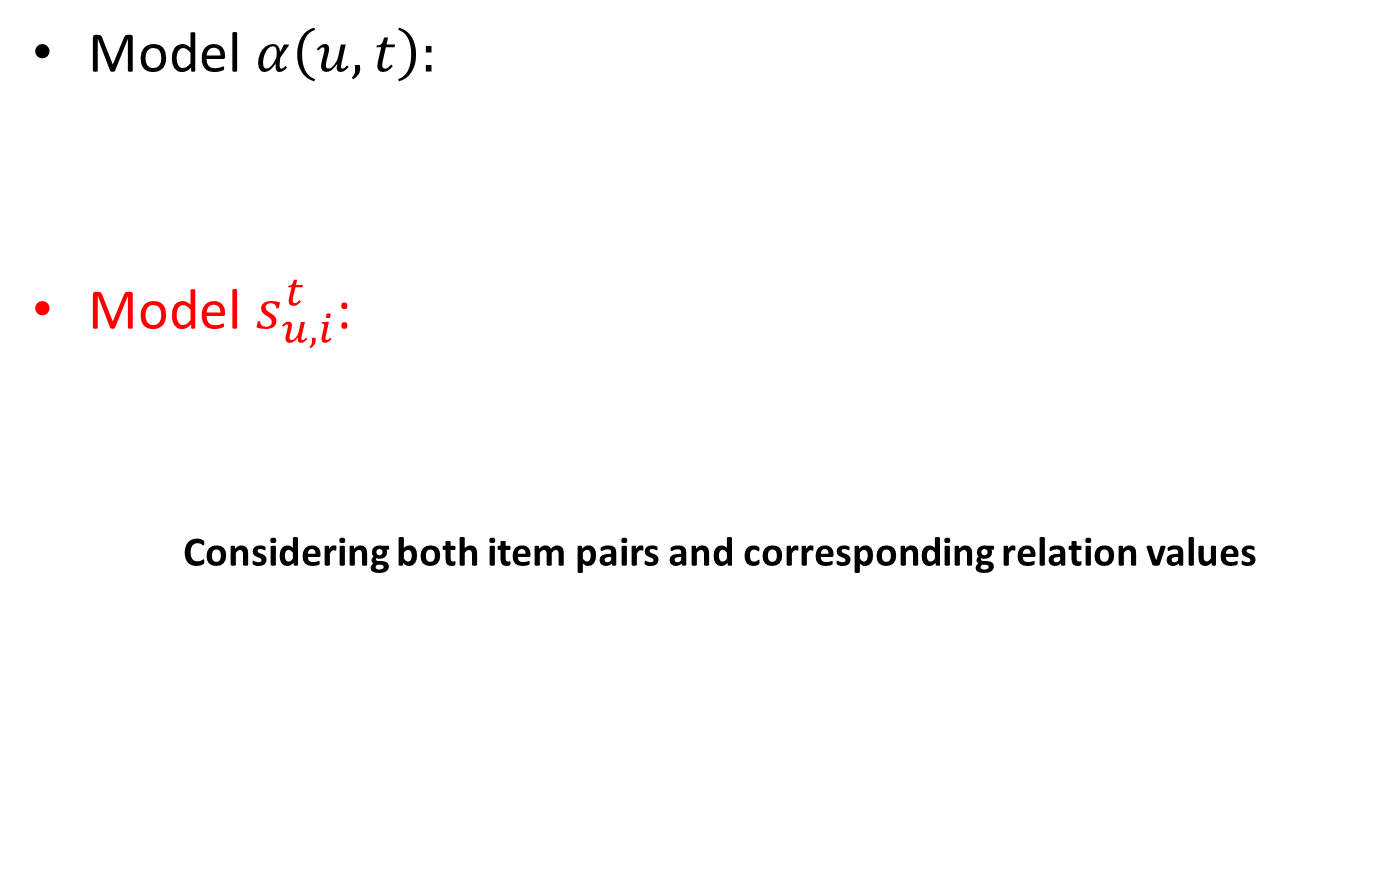 • Model α(u, t):
• Model s^t_{u,i}:
Considering both item pairs and corresponding relation values